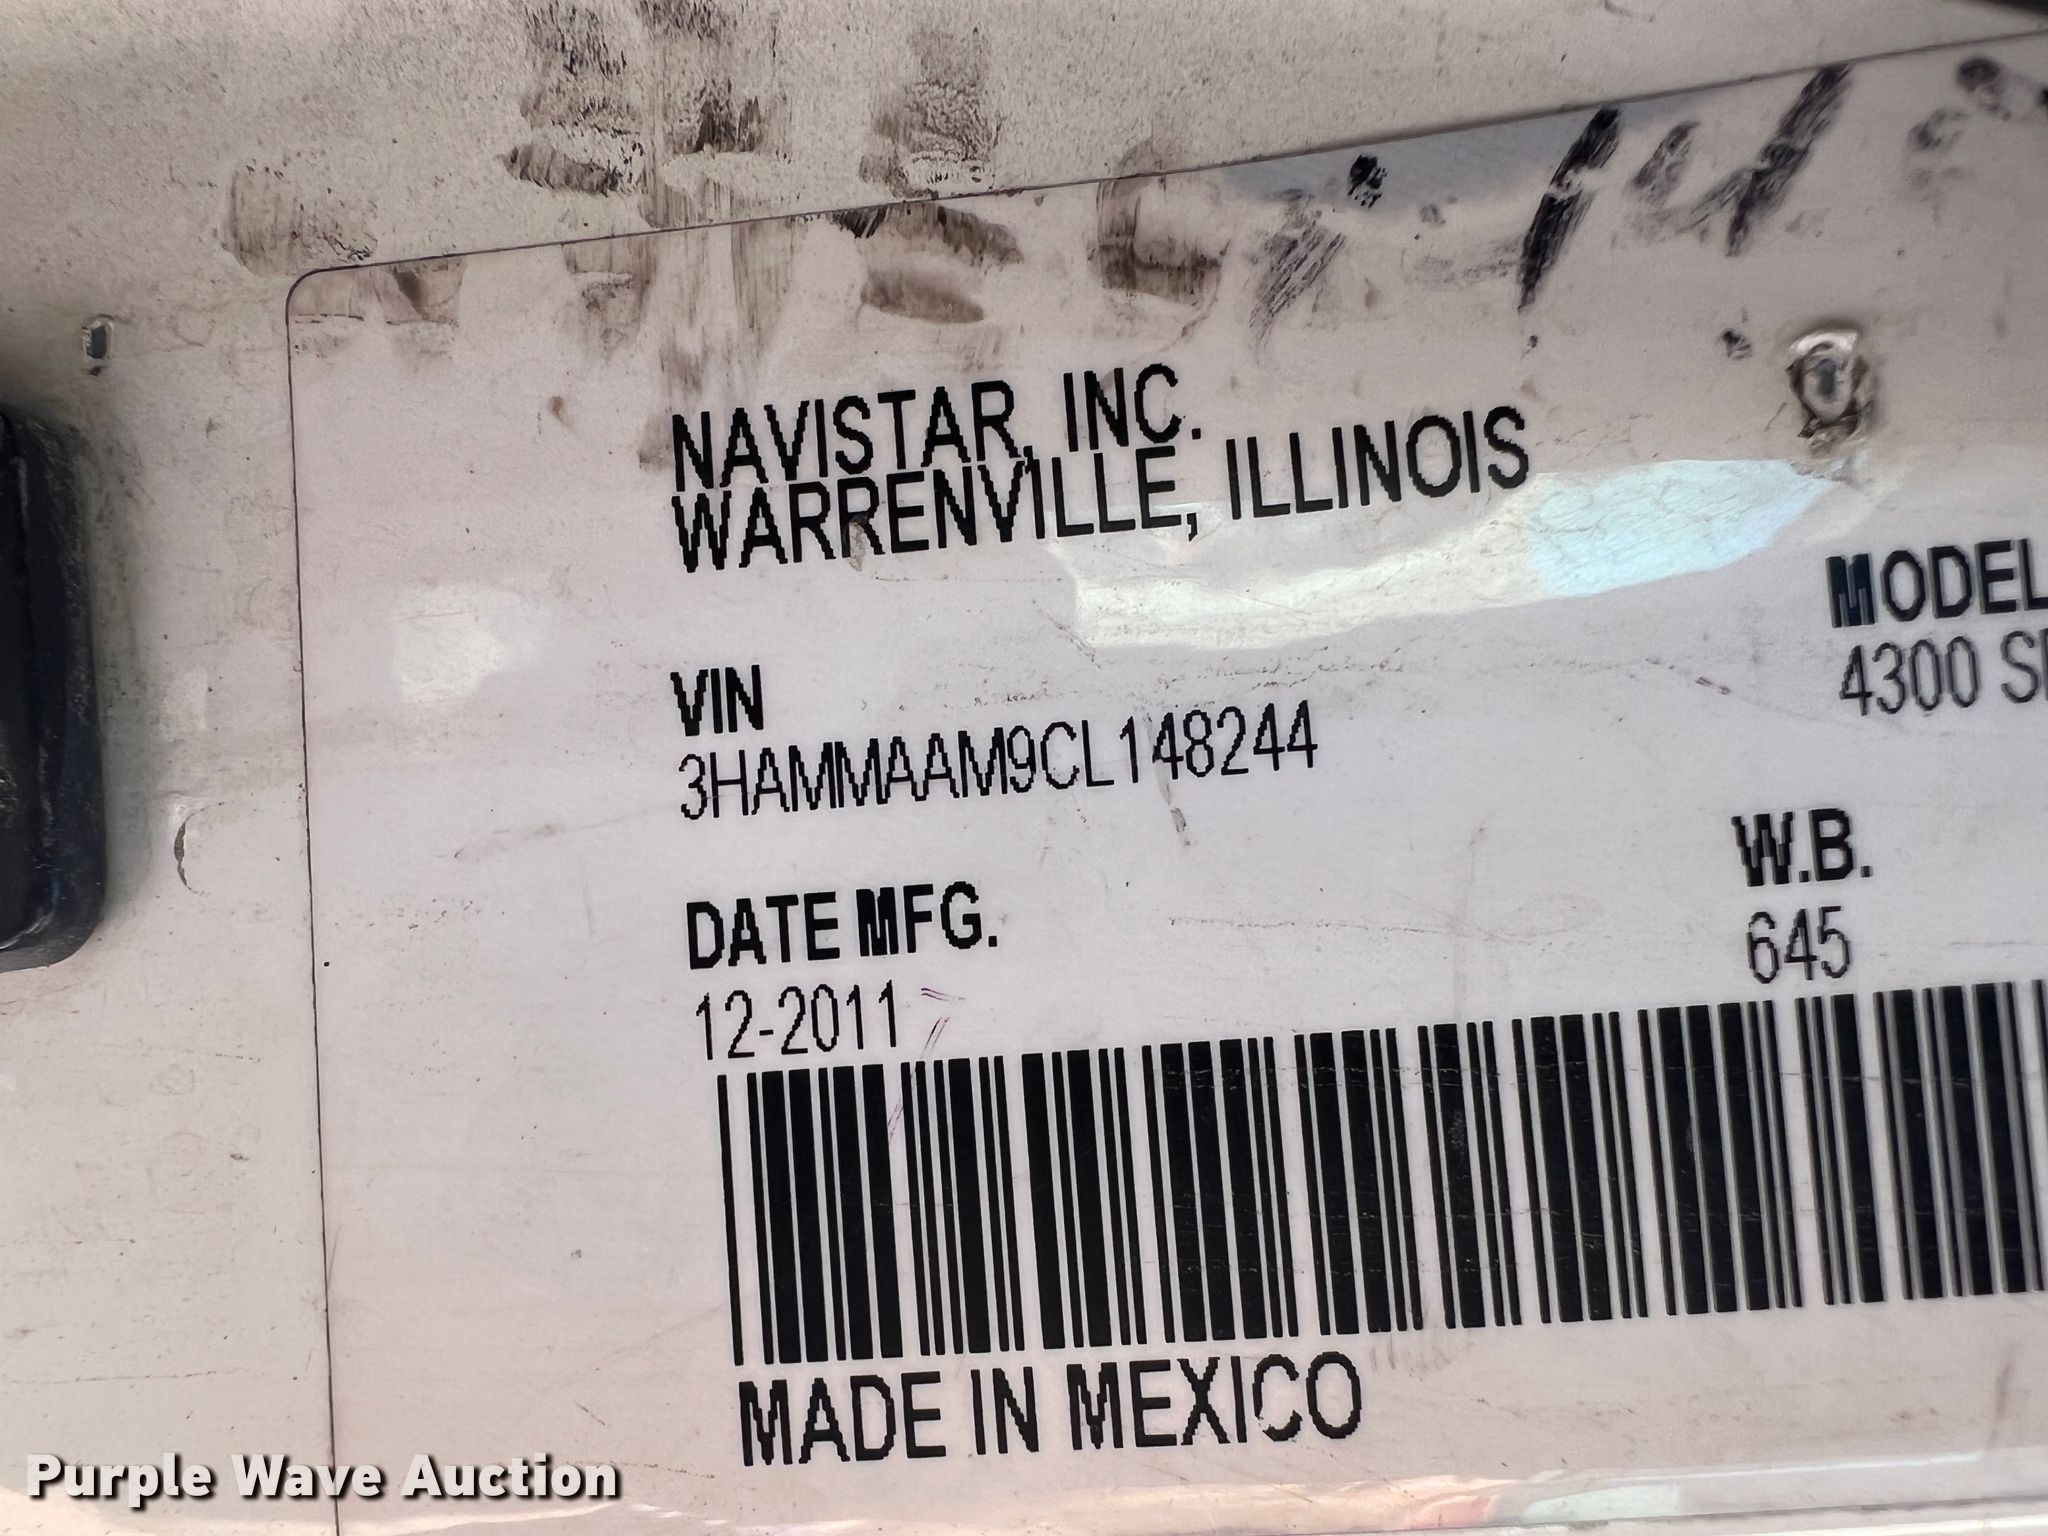 NAVISTAR, INC.
WARRENVILLE, ILLINOIS
MODEL
4300 S
VIN
3HAMMAAM9CL148244
W.B.
645
DATE MFG.
12-2011
MADE IN MEXICO
Purple Wave Auction